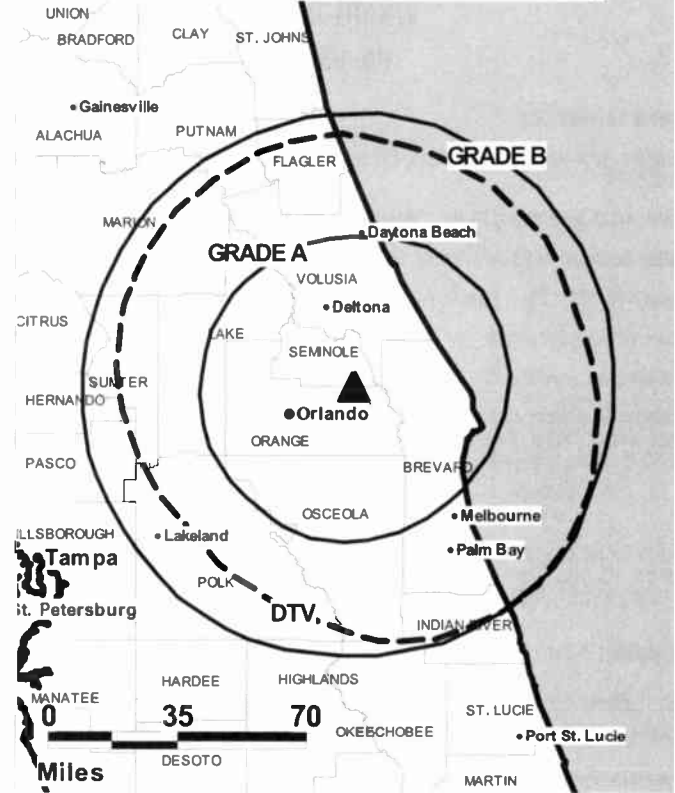 UNION
BRADFORD
CLAY
ST. JOHNS
Gainesville
ALACHUA
PUTNAM
FLAGLER
GRADE B
MARION
Daytona Beach
GRADE A
VOLUSIA
Deltona
CITRUS
LAKE
SEMINOLE
SUMTER
HERNANDO
Orlando
ORANGE
PASCO
BREVARD
OSCEOLA
Melbourne
ILLSBOROUGH
Lakeland
Tampa
Palm Bay
POLK
St. Petersburg
DTV
INDIAN RIVER
HARDEE
HIGHLANDS
MANATEE
ST. LUCIE
0 35 70
OKEECHOBEE
Port St. Lucie
Miles
DESOTO
MARTIN